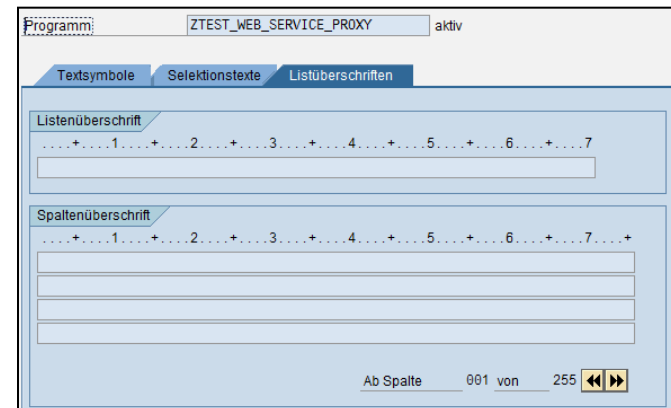 Programm ZTEST_WEB_SERVICE_PROXY aktiv
Textsymbole Selektionstexte Listüberschriften
Listenüberschrift
....+....1....+....2....+....3....+....4....+....5....+....6....+....7
Spaltenüberschrift
....+....1....+....2....+....3....+....4....+....5....+....6....+....7....+
Ab Spalte 001 von 255